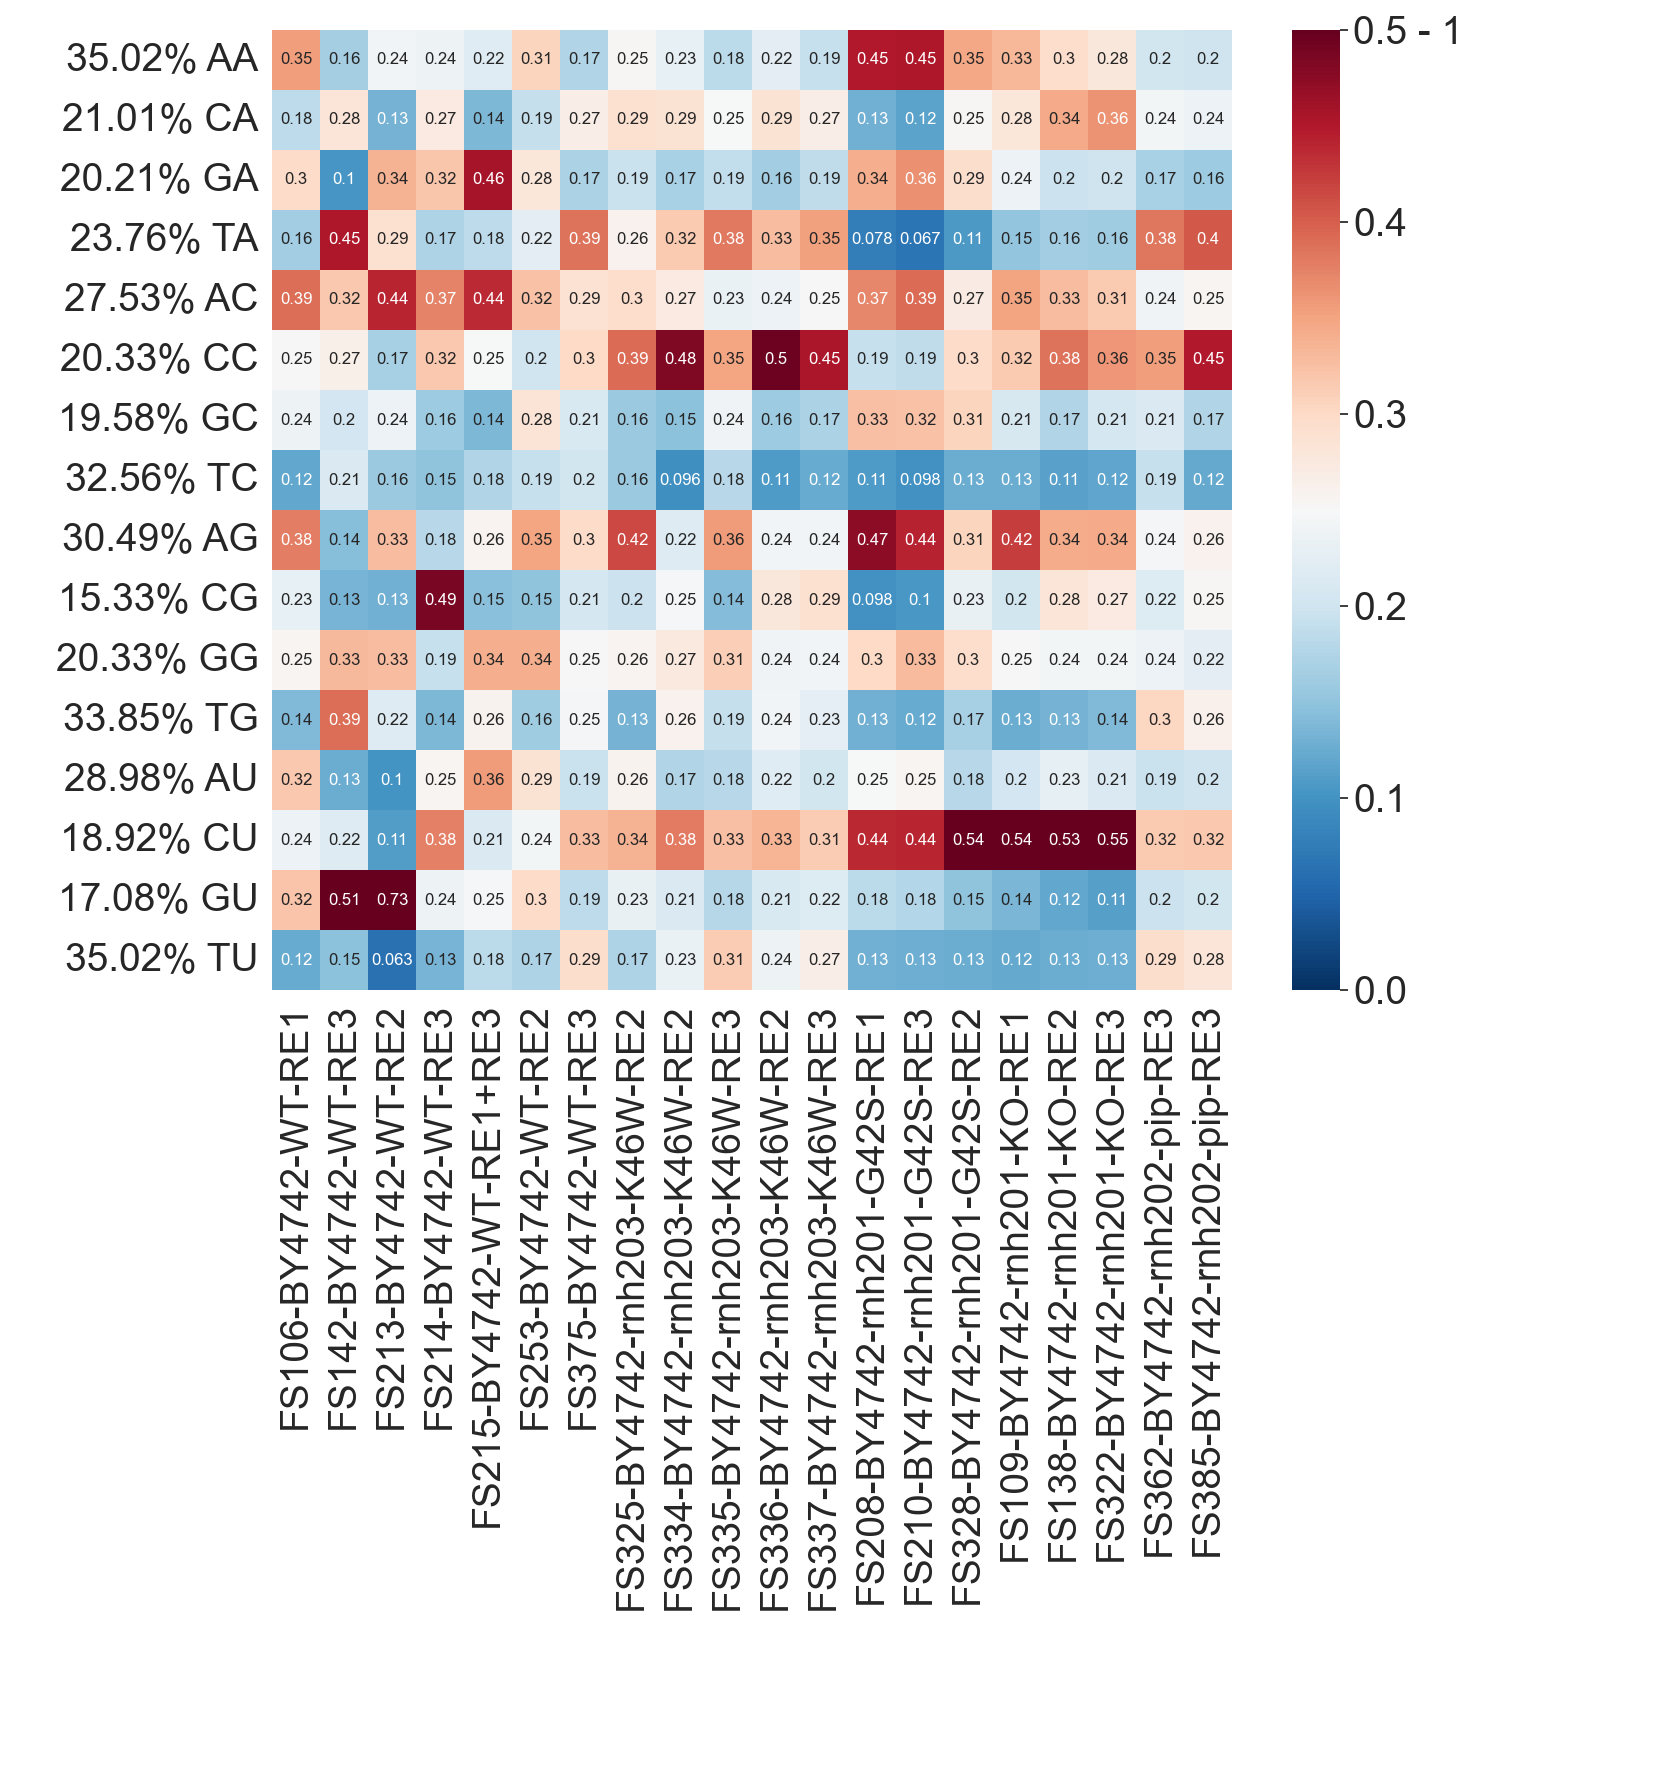 35.02% AA 0.35 0.16 0.24 0.24 0.22 0.31 0.17 0.25 0.23 0.18 0.22 0.19 0.45 0.45 0.35 0.33 0.3 0.28 0.2 0.2
21.01% CA 0.18 0.28 0.13 0.27 0.14 0.19 0.27 0.29 0.29 0.25 0.29 0.27 0.13 0.12 0.25 0.28 0.34 0.36 0.24 0.24
20.21% GA 0.3 0.1 0.34 0.32 0.46 0.28 0.17 0.19 0.17 0.19 0.16 0.19 0.34 0.36 0.29 0.24 0.2 0.2 0.17 0.16
23.76% TA 0.16 0.45 0.29 0.17 0.18 0.22 0.39 0.26 0.32 0.38 0.33 0.35 0.078 0.067 0.11 0.15 0.16 0.16 0.38 0.4
27.53% AC 0.39 0.32 0.44 0.37 0.44 0.32 0.29 0.3 0.27 0.23 0.24 0.25 0.37 0.39 0.27 0.35 0.33 0.31 0.24 0.25
20.33% CC 0.25 0.27 0.17 0.32 0.25 0.2 0.3 0.39 0.48 0.35 0.5 0.45 0.19 0.19 0.3 0.32 0.38 0.36 0.35 0.45
19.58% GC 0.24 0.2 0.24 0.16 0.14 0.28 0.21 0.16 0.15 0.24 0.16 0.17 0.33 0.32 0.31 0.21 0.17 0.21 0.21 0.17
32.56% TC 0.12 0.21 0.16 0.15 0.18 0.19 0.2 0.16 0.096 0.18 0.11 0.12 0.11 0.098 0.13 0.13 0.11 0.12 0.19 0.12
30.49% AG 0.38 0.14 0.33 0.18 0.26 0.35 0.3 0.42 0.22 0.36 0.24 0.24 0.47 0.44 0.31 0.42 0.34 0.34 0.24 0.26
15.33% CG 0.23 0.13 0.13 0.49 0.15 0.15 0.21 0.2 0.25 0.14 0.28 0.29 0.098 0.1 0.23 0.2 0.28 0.27 0.22 0.25
20.33% GG 0.25 0.33 0.33 0.19 0.34 0.34 0.25 0.26 0.27 0.31 0.24 0.24 0.3 0.33 0.3 0.25 0.24 0.24 0.24 0.22
33.85% TG 0.14 0.39 0.22 0.14 0.26 0.16 0.25 0.13 0.26 0.19 0.24 0.23 0.13 0.12 0.17 0.13 0.13 0.14 0.3 0.26
28.98% AU 0.32 0.13 0.1 0.25 0.36 0.29 0.19 0.26 0.17 0.18 0.22 0.2 0.25 0.25 0.18 0.2 0.23 0.21 0.19 0.2
18.92% CU 0.24 0.22 0.11 0.38 0.21 0.24 0.33 0.34 0.38 0.33 0.33 0.31 0.44 0.44 0.54 0.54 0.53 0.55 0.32 0.32
17.08% GU 0.32 0.51 0.73 0.24 0.25 0.3 0.19 0.23 0.21 0.18 0.21 0.22 0.18 0.18 0.15 0.14 0.12 0.11 0.2 0.2
35.02% TU 0.12 0.15 0.063 0.13 0.18 0.17 0.29 0.17 0.23 0.31 0.24 0.27 0.13 0.13 0.13 0.12 0.13 0.13 0.29 0.28
FS106-BY4742-WT-RE1
FS142-BY4742-WT-RE3
FS213-BY4742-WT-RE2
FS214-BY4742-WT-RE3
FS215-BY4742-WT-RE1+RE3
FS253-BY4742-WT-RE2
FS375-BY4742-WT-RE3
FS325-BY4742-rnh203-K46W-RE2
FS334-BY4742-rnh203-K46W-RE2
FS335-BY4742-rnh203-K46W-RE3
FS336-BY4742-rnh203-K46W-RE2
FS337-BY4742-rnh203-K46W-RE3
FS208-BY4742-rnh201-G42S-RE1
FS210-BY4742-rnh201-G42S-RE3
FS328-BY4742-rnh201-G42S-RE2
FS109-BY4742-rnh201-KO-RE1
FS138-BY4742-rnh201-KO-RE2
FS322-BY4742-rnh201-KO-RE3
FS362-BY4742-rnh202-pip-RE3
FS385-BY4742-rnh202-pip-RE3
0.5 - 1
0.4
0.3
0.2
0.1
0.0